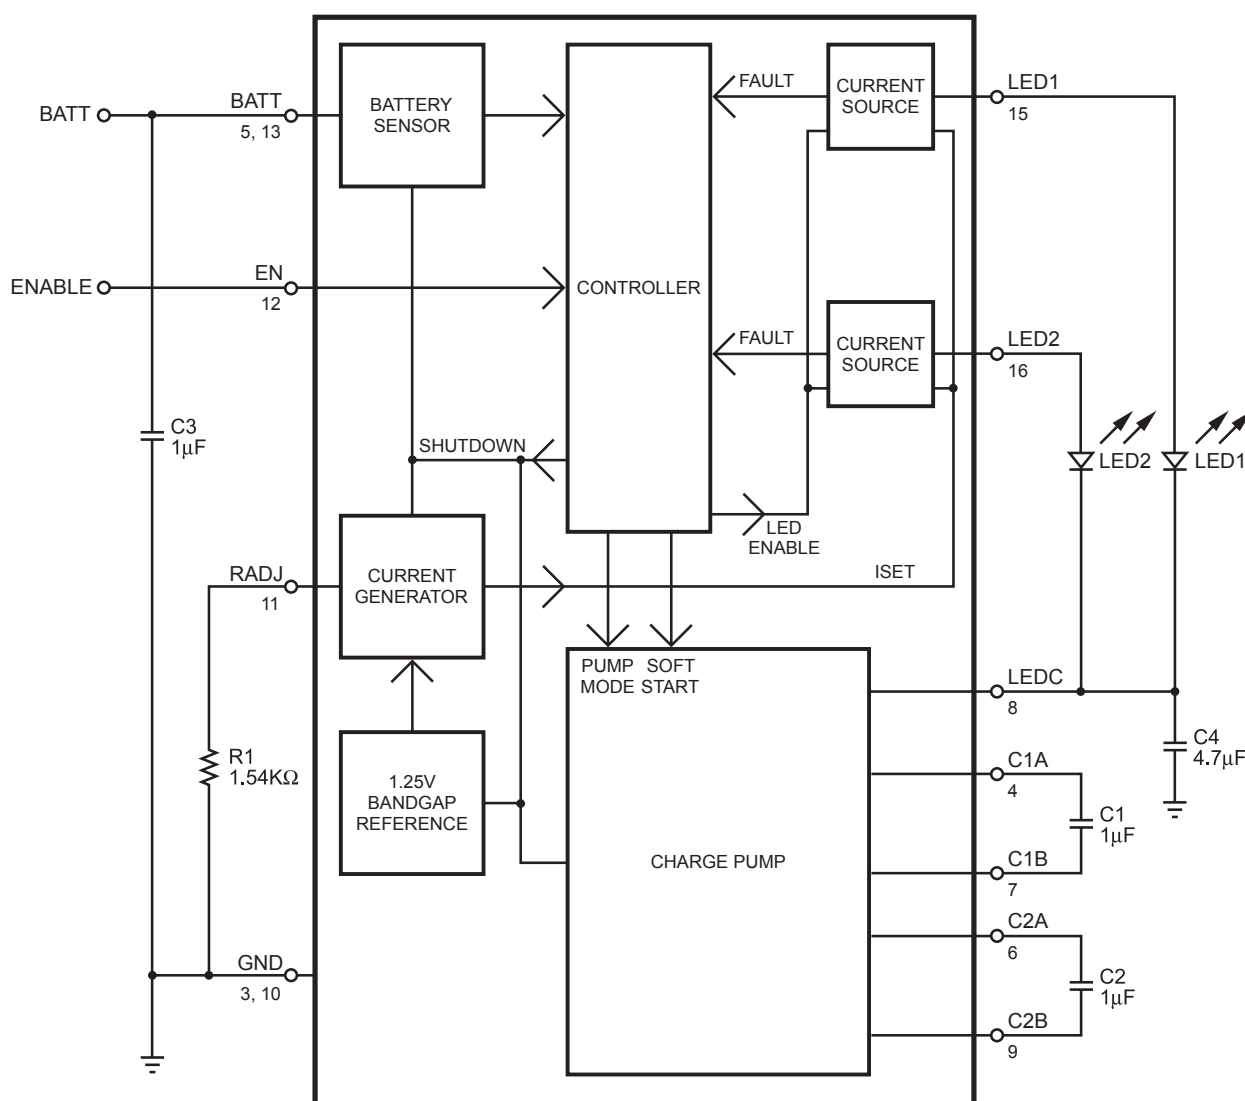 BATT
BATT
5, 13
BATTERY
SENSOR
FAULT
CURRENT
SOURCE
LED1
15
ENABLE
EN
12
CONTROLLER
FAULT
CURRENT
SOURCE
LED2
16
C3
1μF
SHUTDOWN
LED2
LED1
LED
ENABLE
RADJ
11
CURRENT
GENERATOR
ISET
PUMP
MODE
SOFT
START
LEDC
8
R1
1.54KΩ
1.25V
BANDGAP
REFERENCE
C4
4.7μF
C1A
4
C1
1μF
CHARGE PUMP
C1B
7
C2A
6
GND
3, 10
C2
1μF
C2B
9